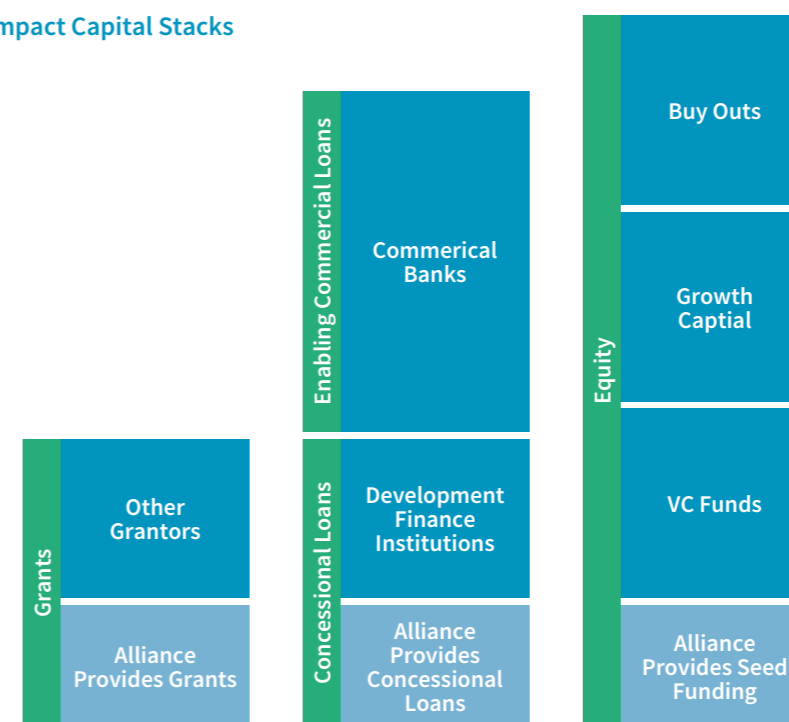 mpact Capital Stacks
Grants
Other
Grantors
Alliance
Provides Grants
Enabling Commercial Loans
Commerical
Banks
Concessional Loans
Development
Finance
Institutions
Alliance
Provides
Concessional
Loans
Equity
Buy Outs
Growth
Captial
VC Funds
Alliance
Provides Seed
Funding